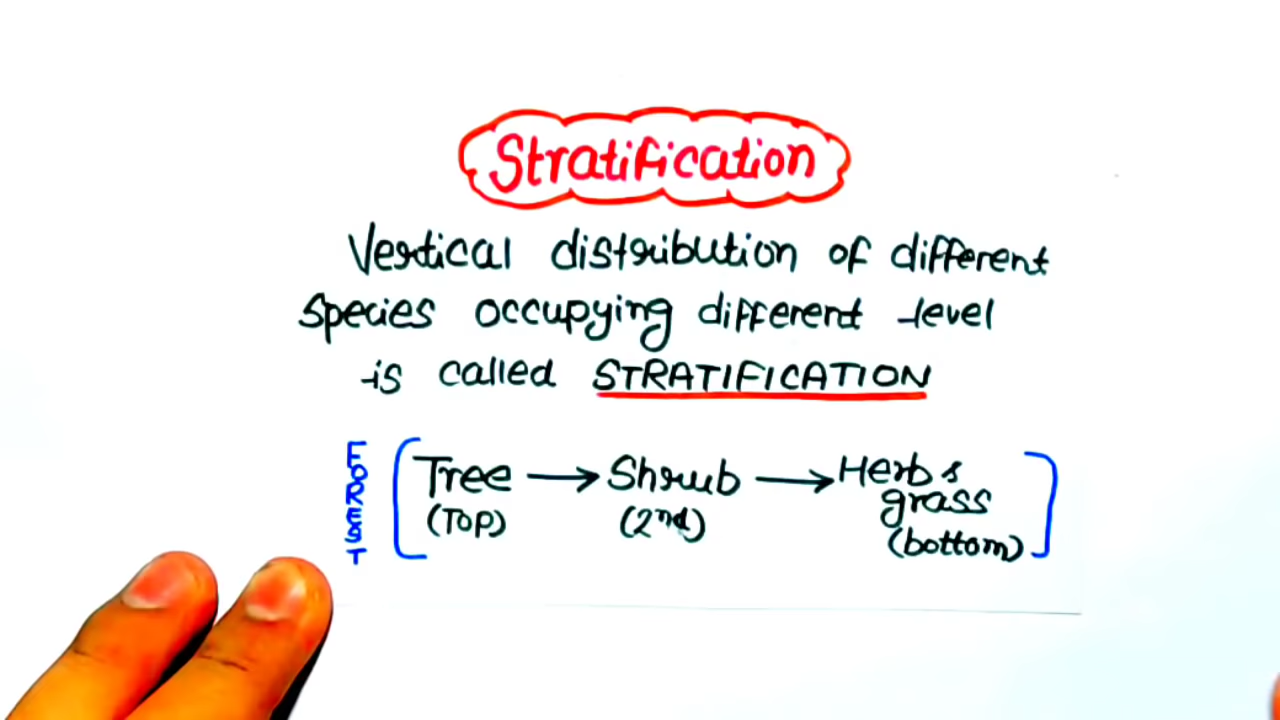 Stratification
Vertical distribution of different
species occupying different level
is called STRATIFICATION
FOREST
Tree → Shrub → Herbs
grass
(Top) (2nd) (bottom)